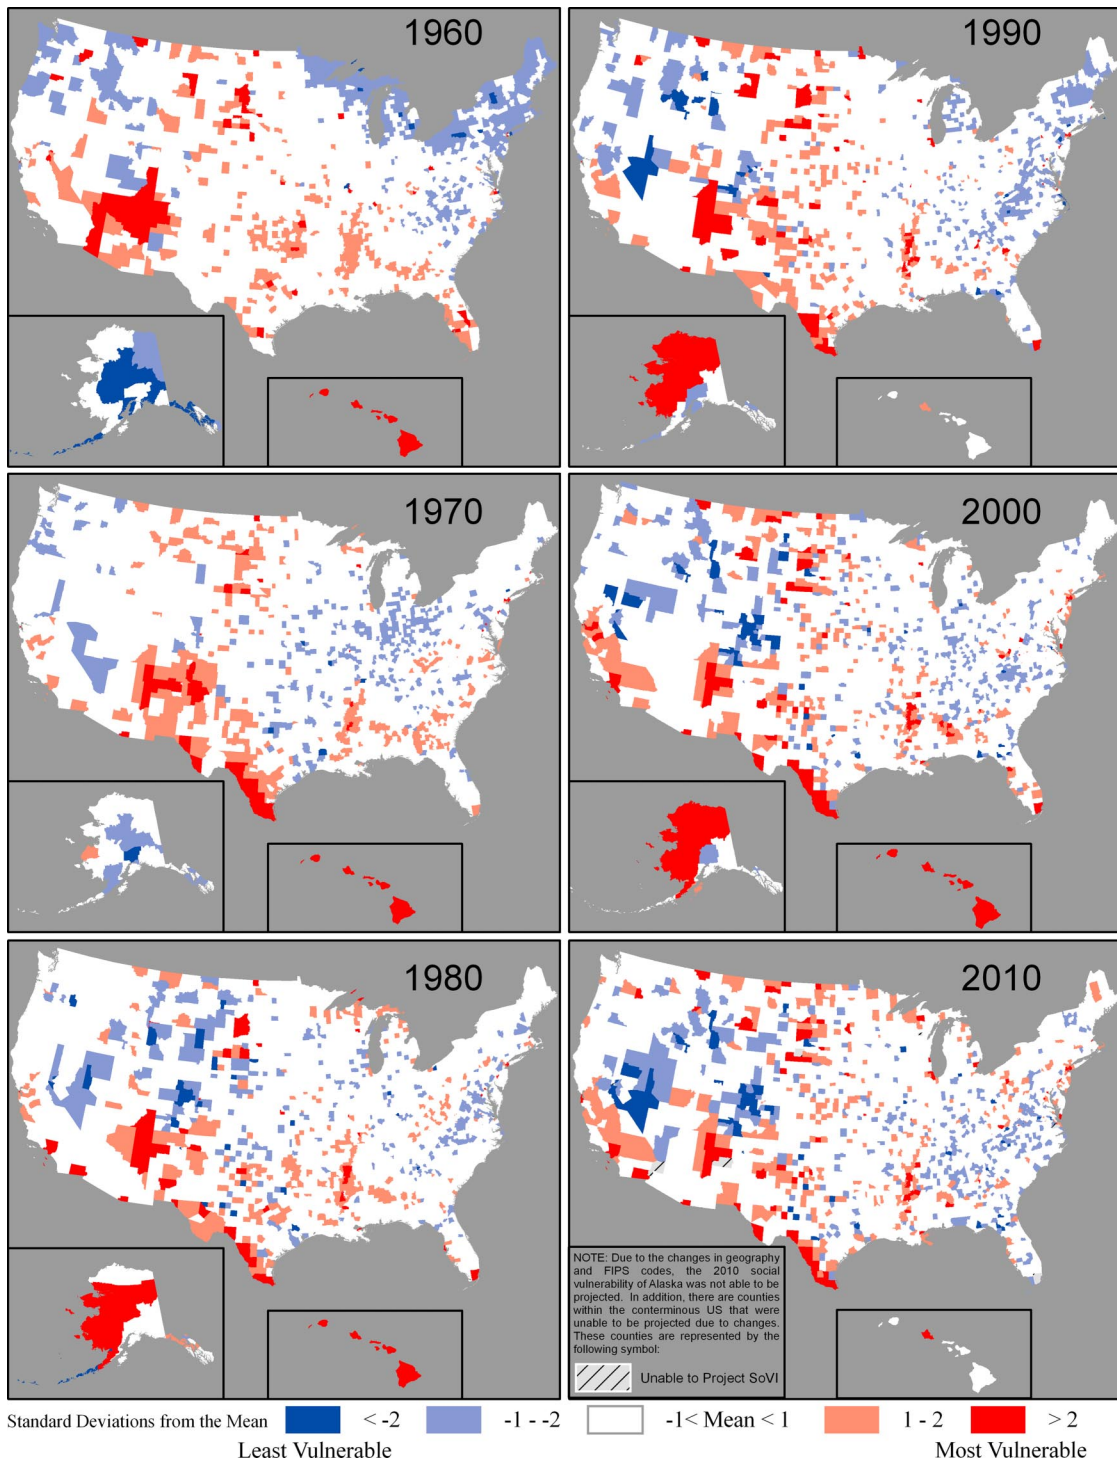 1960
1990
1970
2000
1980
2010
NOTE: Due to the changes in geography
and FIPS codes, the 2010 social
vulnerability of Alaska was not able to be
projected. In addition, there are counties
within the conterminous US that were
unable to be projected due to changes.
These counties are represented by the
following symbol:
Unable to Project SoVI
Standard Deviations from the Mean < -2 -1 - -2 -1< Mean < 1 1 - 2 > 2
Least Vulnerable Most Vulnerable